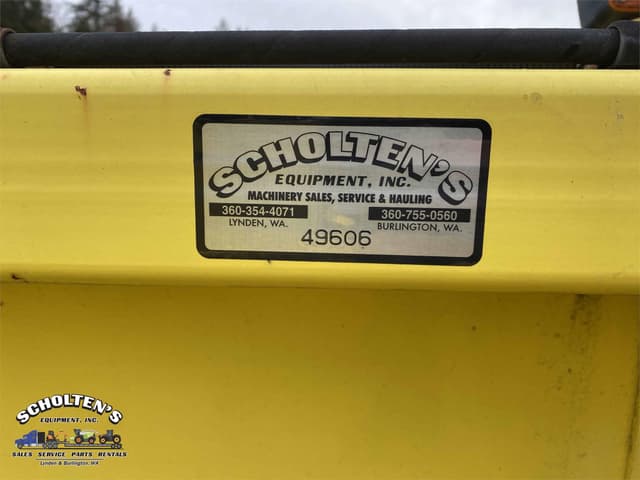 SCHOLTEN'S
EQUIPMENT, INC.
MACHINERY SALES, SERVICE & HAULING
360-354-4071 360-755-0560
LYNDEN, WA. BURLINGTON, WA.
49606
SCHOLTEN'S
EQUIPMENT, INC.
SALES SERVICE PARTS RENTALS
Lynden & Burlington, WA